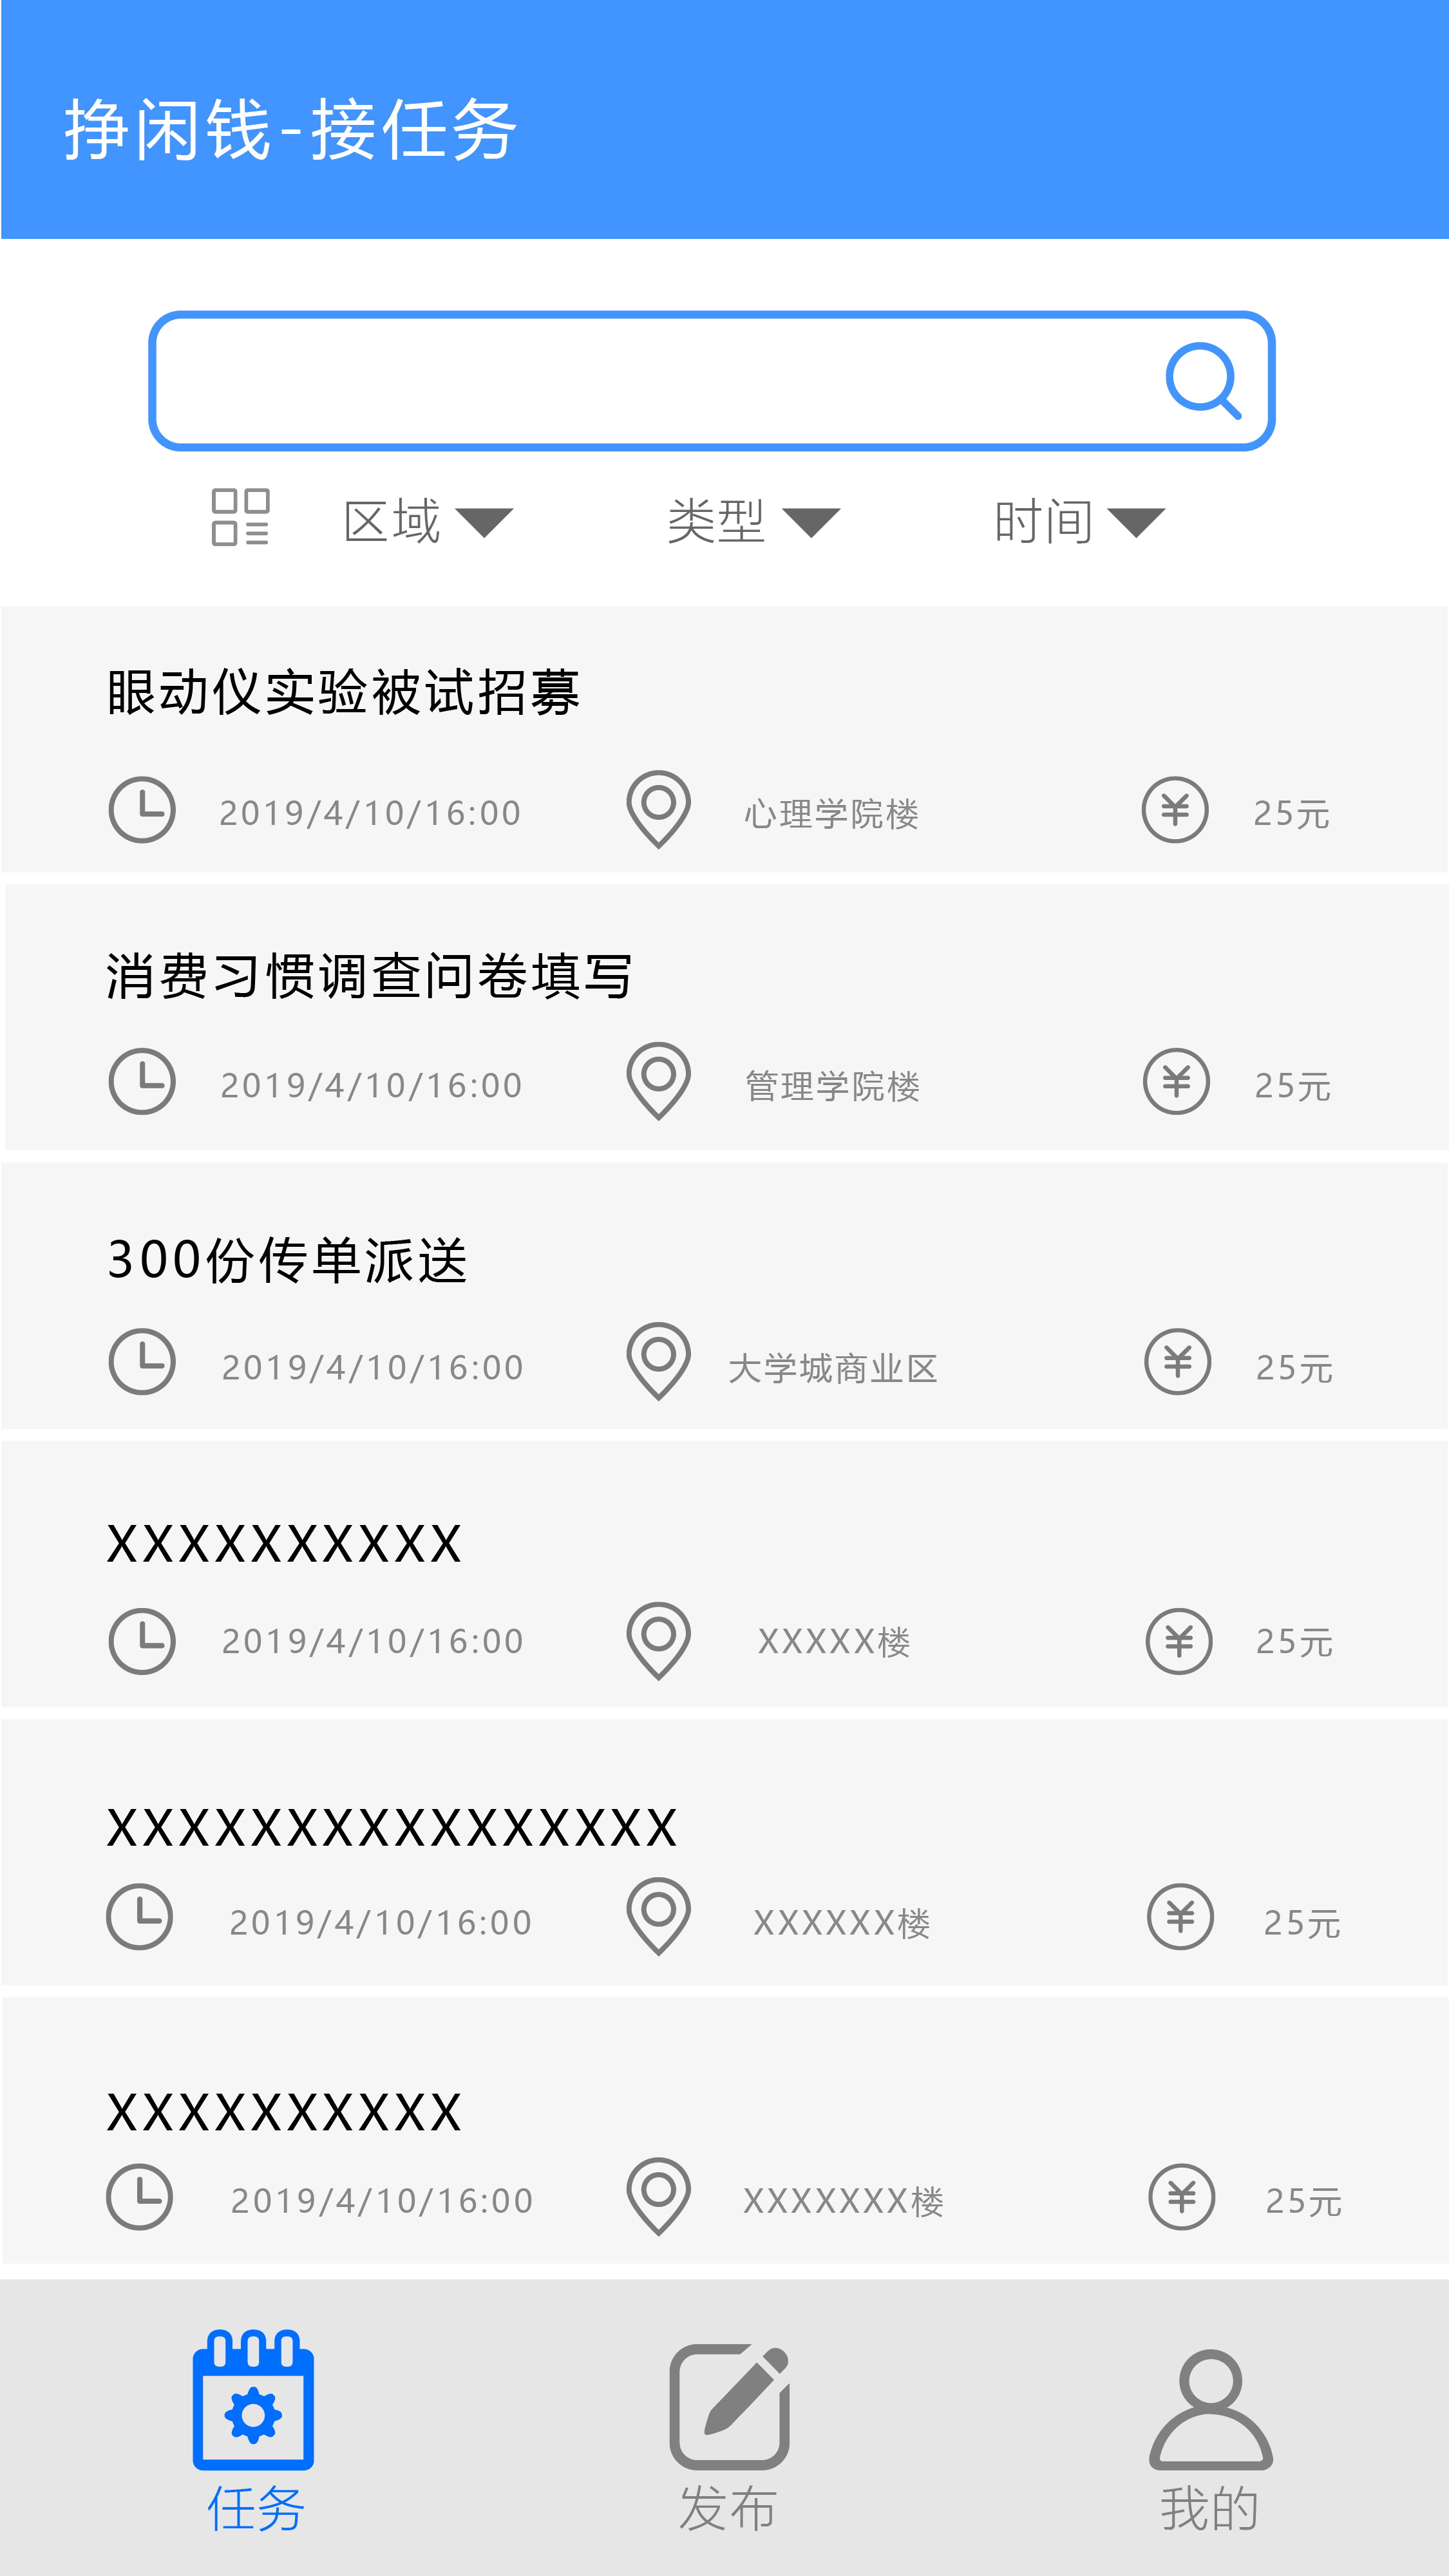 挣闲钱-接任务
区域 类型 时间
眼动仪实验被试招募
2019/4/10/16:00 心理学院楼 25元
消费习惯调查问卷填写
2019/4/10/16:00 管理学院楼 25元
300份传单派送
2019/4/10/16:00 大学城商业区 25元
XXXXXXXXXX
2019/4/10/16:00 XXXXX楼 25元
XXXXXXXXXXXXXXXX
2019/4/10/16:00 XXXXXX楼 25元
XXXXXXXXXX
2019/4/10/16:00 XXXXXXX楼 25元
任务 发布 我的